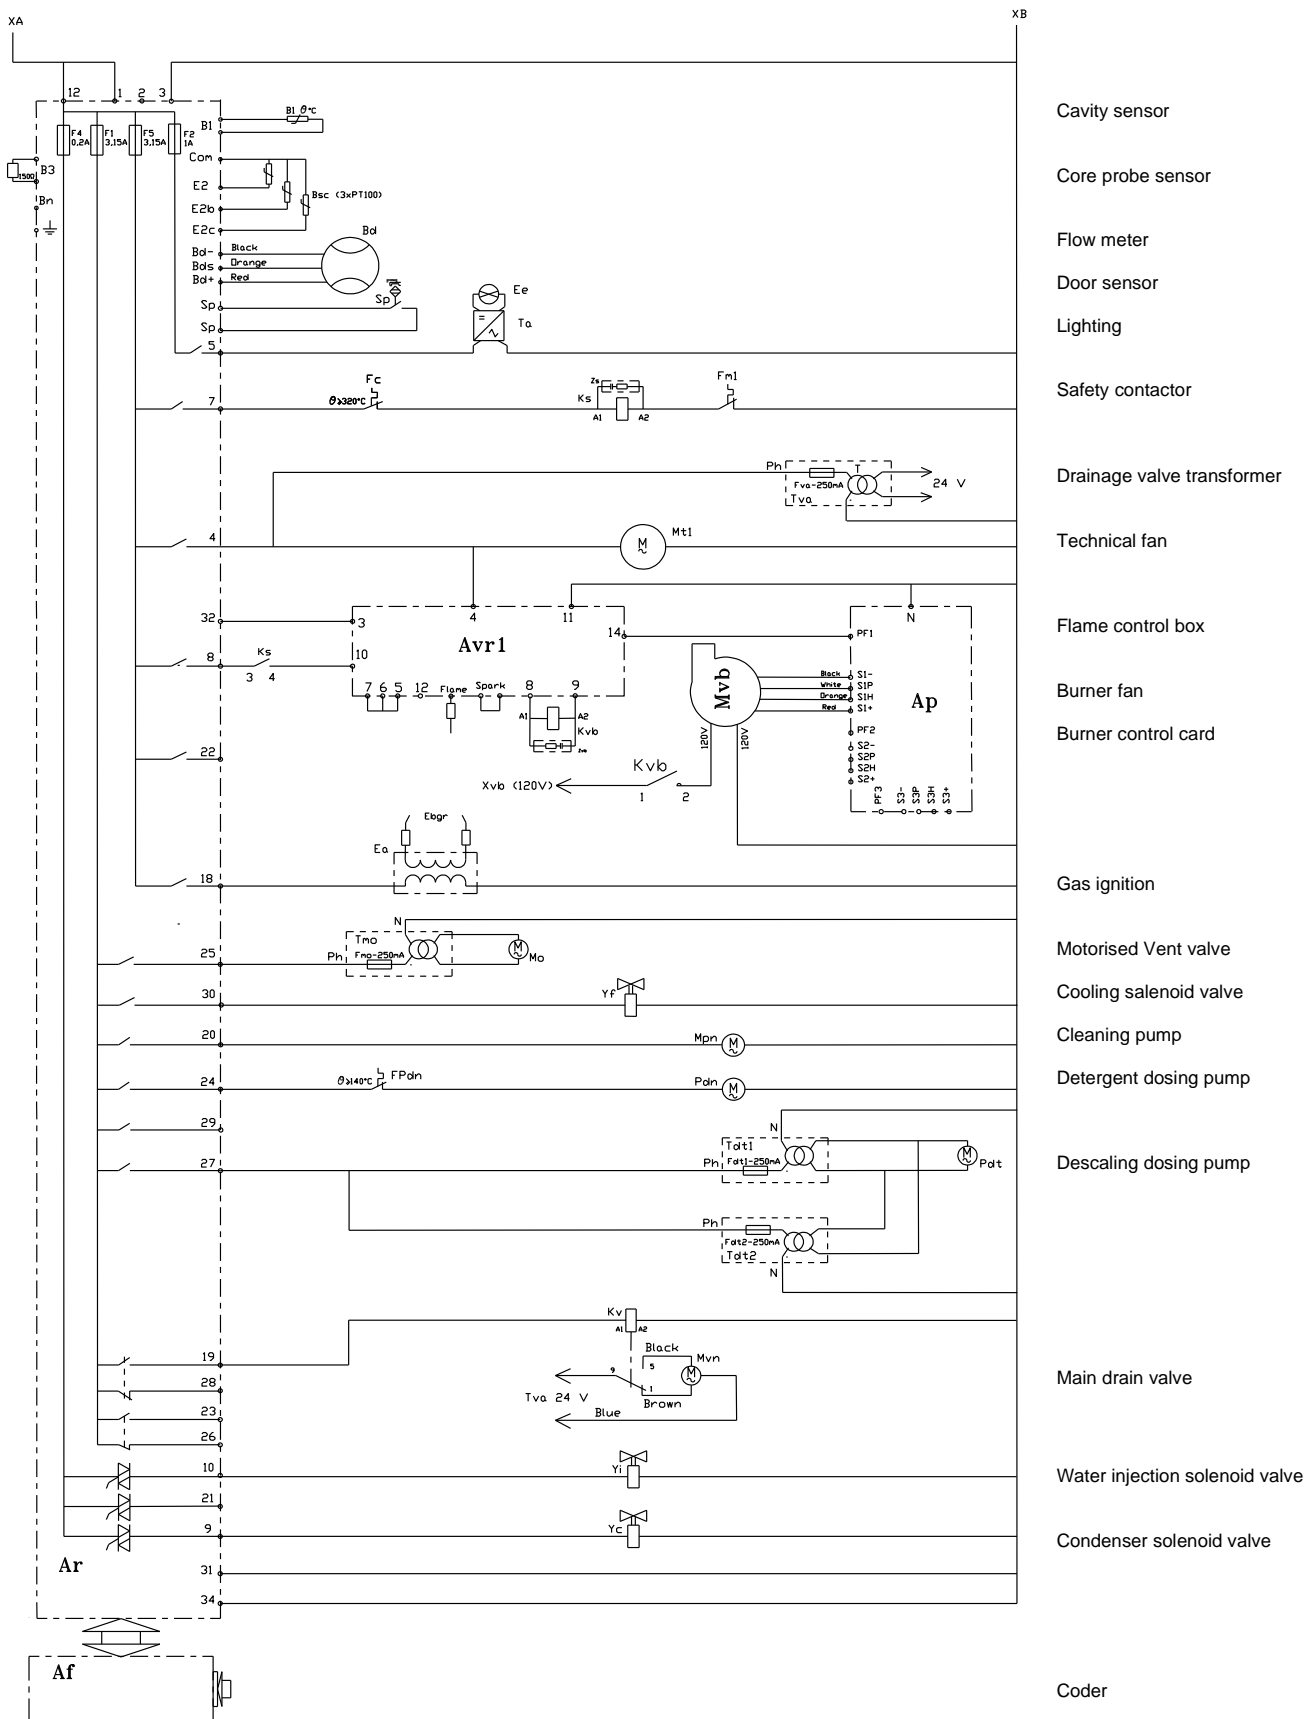 XA
XB
12 1 2 3
F4 0,2A
F1 3,15A
F5 3,15A
F2 1A
B1
B1 θ°C
Cavity sensor
150Ω
B3
Bn
Com
E2
E2b
E2c
Bsc (3xPT100)
Core probe sensor
Bd
Bd- Black
Bds Orange
Bd+ Red
Flow meter
Sp
Sp
Sp
Door sensor
Ee
Ta
5
Lighting
7
Fc
θ≥320°C
Zs
Ks
A1 A2
Fm1
Safety contactor
Ph
T
Fva-250mA
Tva
24 V
Drainage valve transformer
4
Mt1
M
Technical fan
32
3
4
11
N
Avr1
14
PF1
Flame control box
8
Ks
3 4
10
7 6 5 12 Flame Spark 8 9
A1 A2
Kvb
Zvb
Mvb
120V
120V
Black S1-
White S1P
Orange S1H
Red S1+
Ap
PF2
S2-
S2P
S2H
S2+
PF3 S3- S3P S3H S3+
Burner fan
Burner control card
22
Xvb (120V)
Kvb
1 2
Ebgr
Ea
18
Gas ignition
N
Tmo
25
Ph
Fmo-250mA
M
Mo
Motorised Vent valve
30
Yf
Cooling salenoid valve
20
Mpn
M
Cleaning pump
24
θ≥140°C
FPdn
Pdn
M
Detergent dosing pump
29
N
Tdt1
27
Ph
Fdt1-250mA
M
Pdt
Descaling dosing pump
Ph
Fdt2-250mA
Tdt2
N
Kv
A1 A2
19
28
23
26
Black
9
5
1
Mvn
M
Tva 24 V
Brown
Blue
Main drain valve
10
Yi
Water injection solenoid valve
21
9
Yc
Condenser solenoid valve
Ar
31
34
Af
Coder